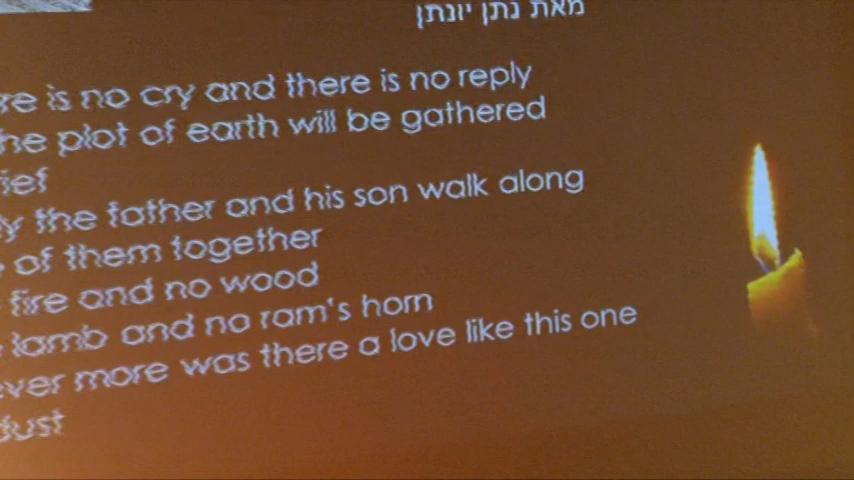 מאת נתן יונתן
re is no cry and there is no reply
he plot of earth will be gathered
ief
y the father and his son walk along
of them together
fire and no wood
lamb and no ram's horn
ever more was there a love like this one
dust